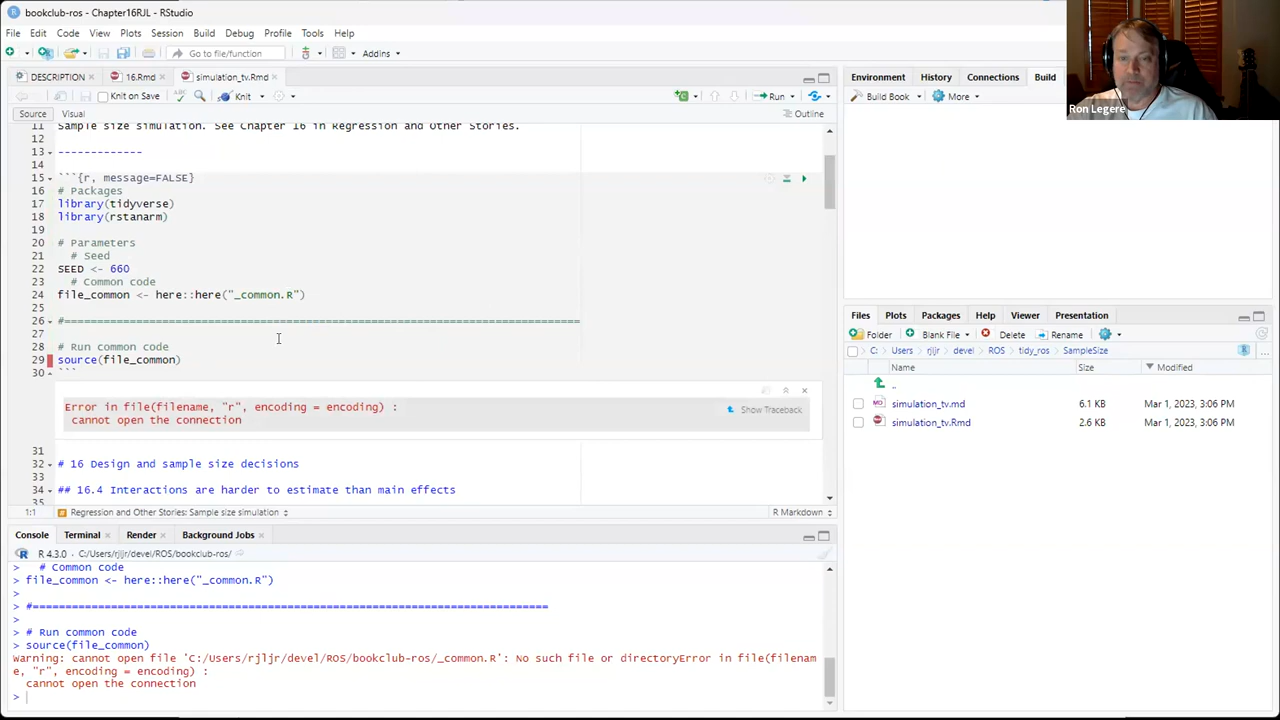 bookclub-ros - Chapter16RJL - RStudio
File Edit Code View Plots Session Build Debug Profile Tools Help
Go to file/function Addins
DESCRIPTION 16.Rmd simulation_tv.Rmd
Knit on Save Knit Run
Source Visual Outline
11 Sample size simulation. See Chapter 16 in Regression and Other Stories.
12
13 -------------
14
15 ```{r, message=FALSE}
16 # Packages
17 library(tidyverse)
18 library(rstanarm)
19
20 # Parameters
21 # Seed
22 SEED <- 660
23 # Common code
24 file_common <- here::here("_common.R")
25
26 #===============================================================================
27
28 # Run common code
29 source(file_common)
30 ```
Error in file(filename, "r", encoding = encoding) :
cannot open the connection
Show Traceback
31
32 # 16 Design and sample size decisions
33
34 ## 16.4 Interactions are harder to estimate than main effects
35
1:1 Regression and Other Stories: Sample size simulation R Markdown
Console Terminal Render Background Jobs
R 4.3.0 · C:/Users/rjljr/devel/ROS/bookclub-ros/
> # Common code
> file_common <- here::here("_common.R")
>
> #===============================================================================
>
> # Run common code
> source(file_common)
Warning: cannot open file 'C:/Users/rjljr/devel/ROS/bookclub-ros/_common.R': No such file or directoryError in file(filenam
e, "r", encoding = encoding) :
cannot open the connection
>
Environment History Connections Build
Build Book More
Ron Legere
Files Plots Packages Help Viewer Presentation
Folder Blank File Delete Rename
C: Users rjljr devel ROS tidy_ros SampleSize
Name Size Modified
..
simulation_tv.md 6.1 KB Mar 1, 2023, 3:06 PM
simulation_tv.Rmd 2.6 KB Mar 1, 2023, 3:06 PM